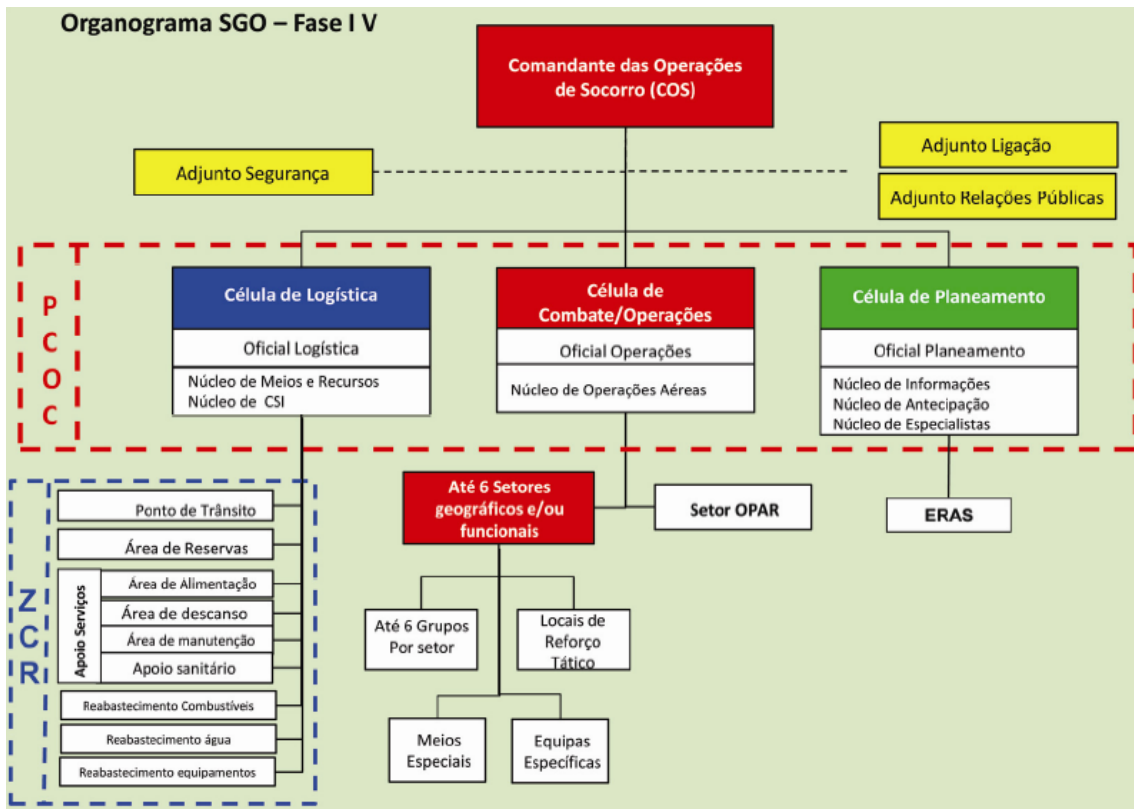 Organograma SGO – Fase I V
Comandante das Operações
de Socorro (COS)
Adjunto Segurança
Adjunto Ligação
Adjunto Relações Públicas
P
C
O
C
Célula de Logística
Oficial Logística
Núcleo de Meios e Recursos
Núcleo de CSI
Célula de
Combate/Operações
Oficial Operações
Núcleo de Operações Aéreas
Célula de Planeamento
Oficial Planeamento
Núcleo de Informações
Núcleo de Antecipação
Núcleo de Especialistas
Z
C
R
Ponto de Trânsito
Área de Reservas
Apoio Serviços
Área de Alimentação
Área de descanso
Área de manutenção
Apoio sanitário
Reabastecimento Combustíveis
Reabastecimento água
Reabastecimento equipamentos
Até 6 Setores
geográficos e/ou
funcionais
Setor OPAR
ERAS
Até 6 Grupos
Por setor
Locais de
Reforço
Tático
Meios
Especiais
Equipas
Específicas